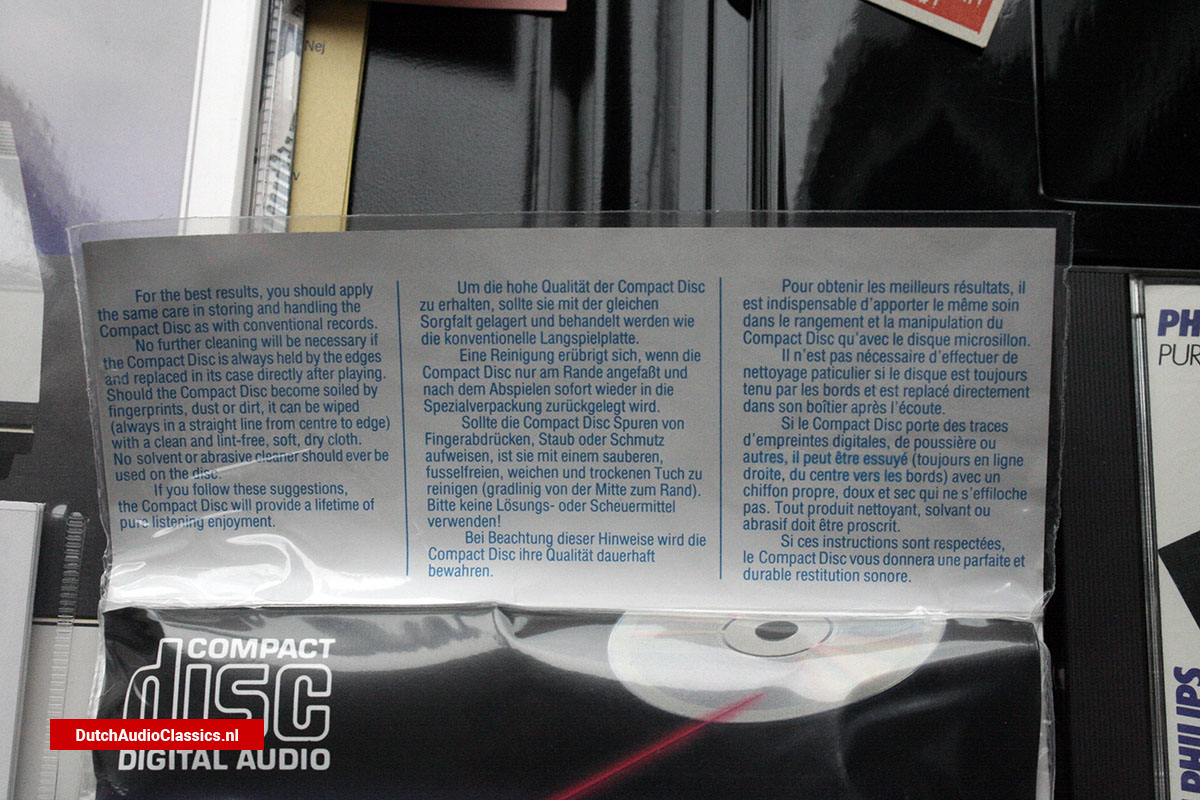 Nej
For the best results, you should apply
the same care in storing and handling the
Compact Disc as with conventional records.
No further cleaning will be necessary if
the Compact Disc is always held by the edges
and replaced in its case directly after playing.
Should the Compact Disc become soiled by
fingerprints, dust or dirt, it can be wiped
(always in a straight line from centre to edge)
with a clean and lint-free, soft, dry cloth.
No solvent or abrasive cleaner should ever be
used on the disc.
If you follow these suggestions,
the Compact Disc will provide a lifetime of
pure listening enjoyment.
Um die hohe Qualität der Compact Disc
zu erhalten, sollte sie mit der gleichen
Sorgfalt gelagert und behandelt werden wie
die konventionelle Langspielplatte.
Eine Reinigung erübrigt sich, wenn die
Compact Disc nur am Rande angefaßt und
nach dem Abspielen sofort wieder in die
Spezialverpackung zurückgelegt wird.
Sollte die Compact Disc Spuren von
Fingerabdrücken, Staub oder Schmutz
aufweisen, ist sie mit einem sauberen,
fusselfreien, weichen und trockenen Tuch zu
reinigen (gradlinig von der Mitte zum Rand).
Bitte keine Lösungs- oder Scheuermittel
verwenden!
Bei Beachtung dieser Hinweise wird die
Compact Disc ihre Qualität dauerhaft
bewahren.
Pour obtenir les meilleurs résultats, il
est indispensable d'apporter le même soin
dans le rangement et la manipulation du
Compact Disc qu'avec le disque microsillon.
Il n'est pas nécessaire d'effectuer de
nettoyage paticulier si le disque est toujours
tenu par les bords et est replacé directement
dans son boîtier après l'écoute.
Si le Compact Disc porte des traces
d'empreintes digitales, de poussière ou
autres, il peut être essuyé (toujours en ligne
droite, du centre vers les bords) avec un
chiffon propre, doux et sec qui ne s'effiloche
pas. Tout produit nettoyant, solvant ou
abrasif doit être proscrit.
Si ces instructions sont respectées,
le Compact Disc vous donnera une parfaite et
durable restitution sonore.
COMPACT
disc
DIGITAL AUDIO
DutchAudioClassics.nl
PH
PUR
PHILIPS